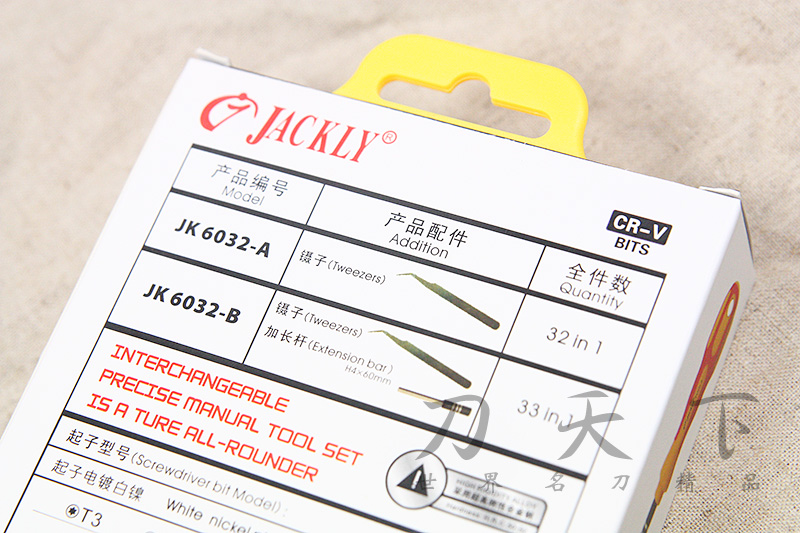 JACKLY®
CR-V
BITS
产品编号
Model
产品配件
Addition
全件数
Quantity
JK 6032-A
镊子(Tweezers)
32 in 1
JK 6032-B
镊子(Tweezers)
加长杆(Extension bar)
H4×60mm
33 in 1
INTERCHANGEABLE
PRECISE MANUAL TOOL SET
IS A TURE ALL-ROUNDER
起子型号(Screwdriver bit Model):
起子电镀白镍 White nickel
T3
刀天下
世界名刀精品